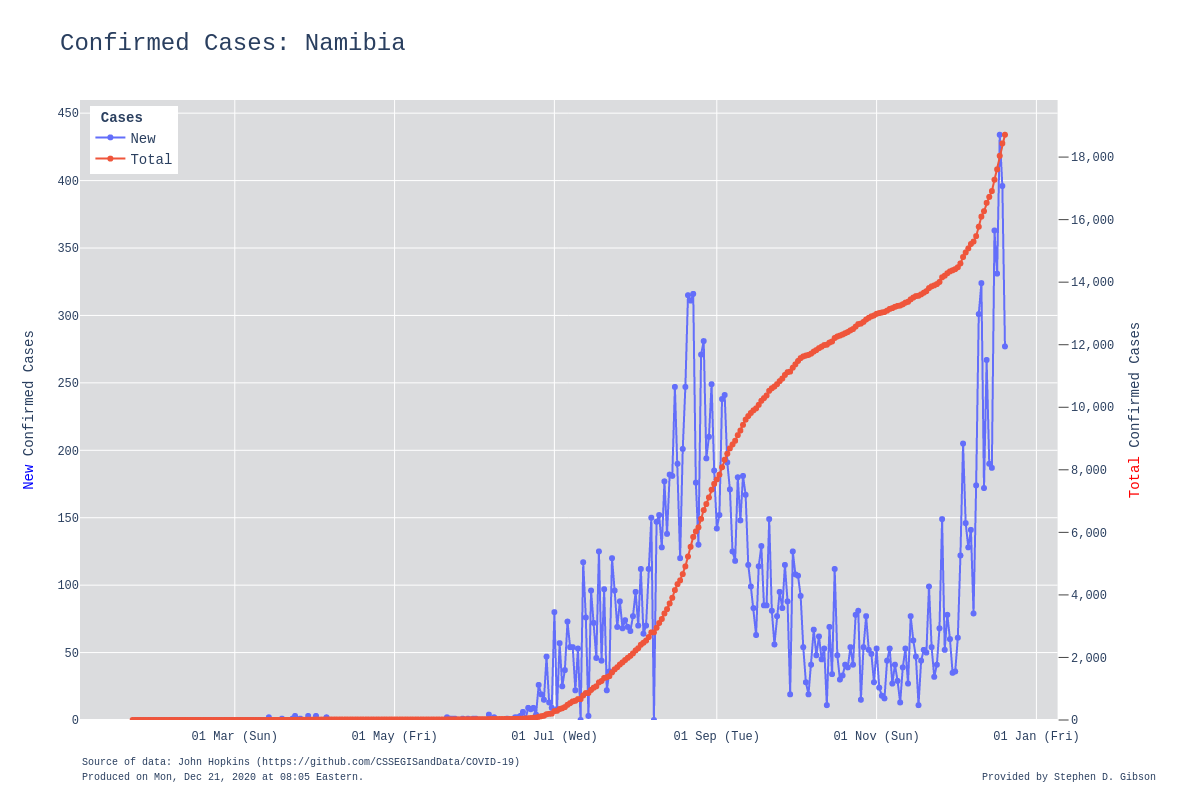 Confirmed Cases: Namibia
Cases
New
Total
450
400
350
300
250
200
150
100
50
0
18,000
16,000
14,000
12,000
10,000
8,000
6,000
4,000
2,000
0
New Confirmed Cases
Total Confirmed Cases
01 Mar (Sun) 01 May (Fri) 01 Jul (Wed) 01 Sep (Tue) 01 Nov (Sun) 01 Jan (Fri)
Source of data: John Hopkins (https://github.com/CSSEGISandData/COVID-19)
Produced on Mon, Dec 21, 2020 at 08:05 Eastern.
Provided by Stephen D. Gibson